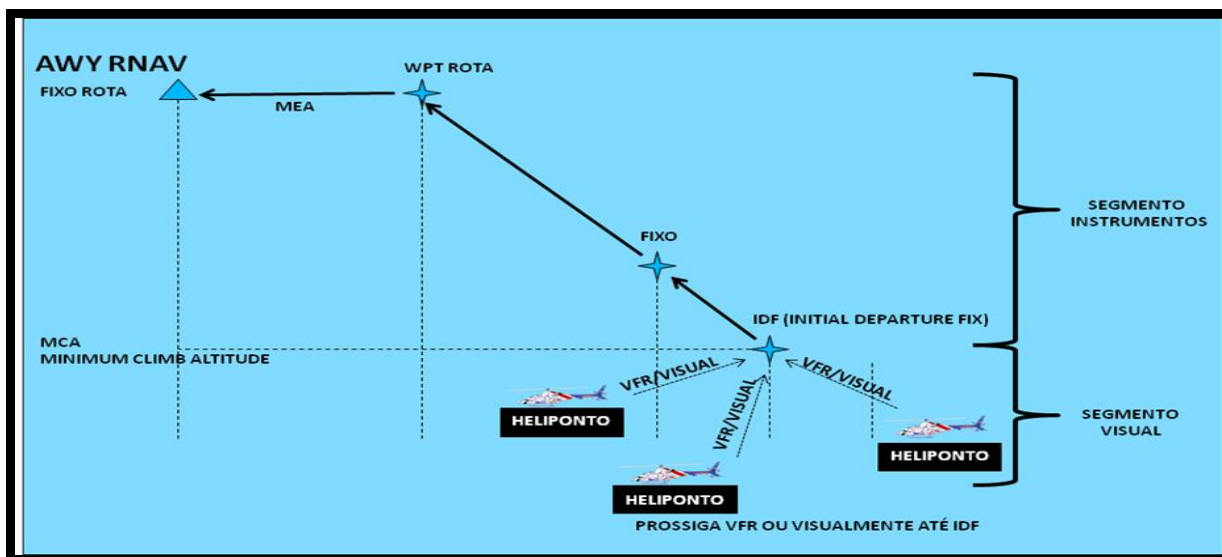 AWY RNAV
FIXO ROTA
WPT ROTA
MEA
FIXO
SEGMENTO
INSTRUMENTOS
IDF (INITIAL DEPARTURE FIX)
MCA
MINIMUM CLIMB ALTITUDE
VFR/VISUAL
VFR/VISUAL
VFR/VISUAL
HELIPONTO
HELIPONTO
HELIPONTO
SEGMENTO
VISUAL
PROSSIGA VFR OU VISUALMENTE ATÉ IDF